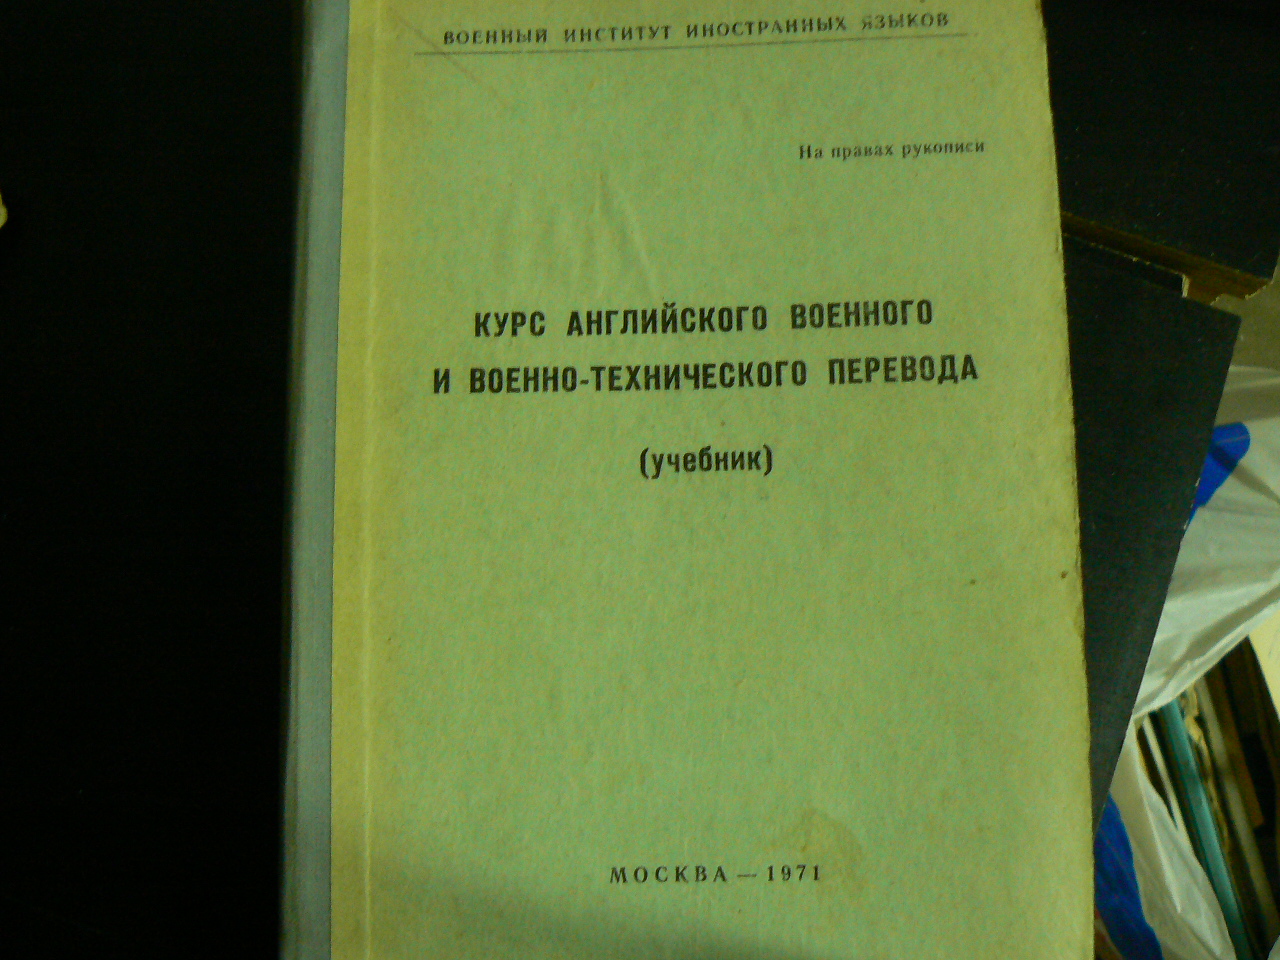 ВОЕННЫЙ ИНСТИТУТ ИНОСТРАННЫХ ЯЗЫКОВ
На правах рукописи
КУРС АНГЛИЙСКОГО ВОЕННОГО
И ВОЕННО-ТЕХНИЧЕСКОГО ПЕРЕВОДА
(учебник)
МОСКВА — 1971